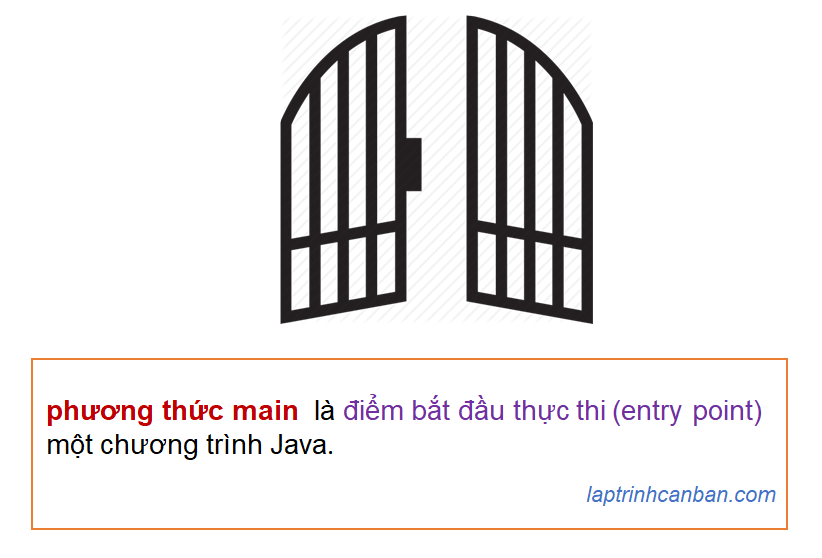 phương thức main là điểm bắt đầu thực thi (entry point)
một chương trình Java.
laptrinhcanban.com